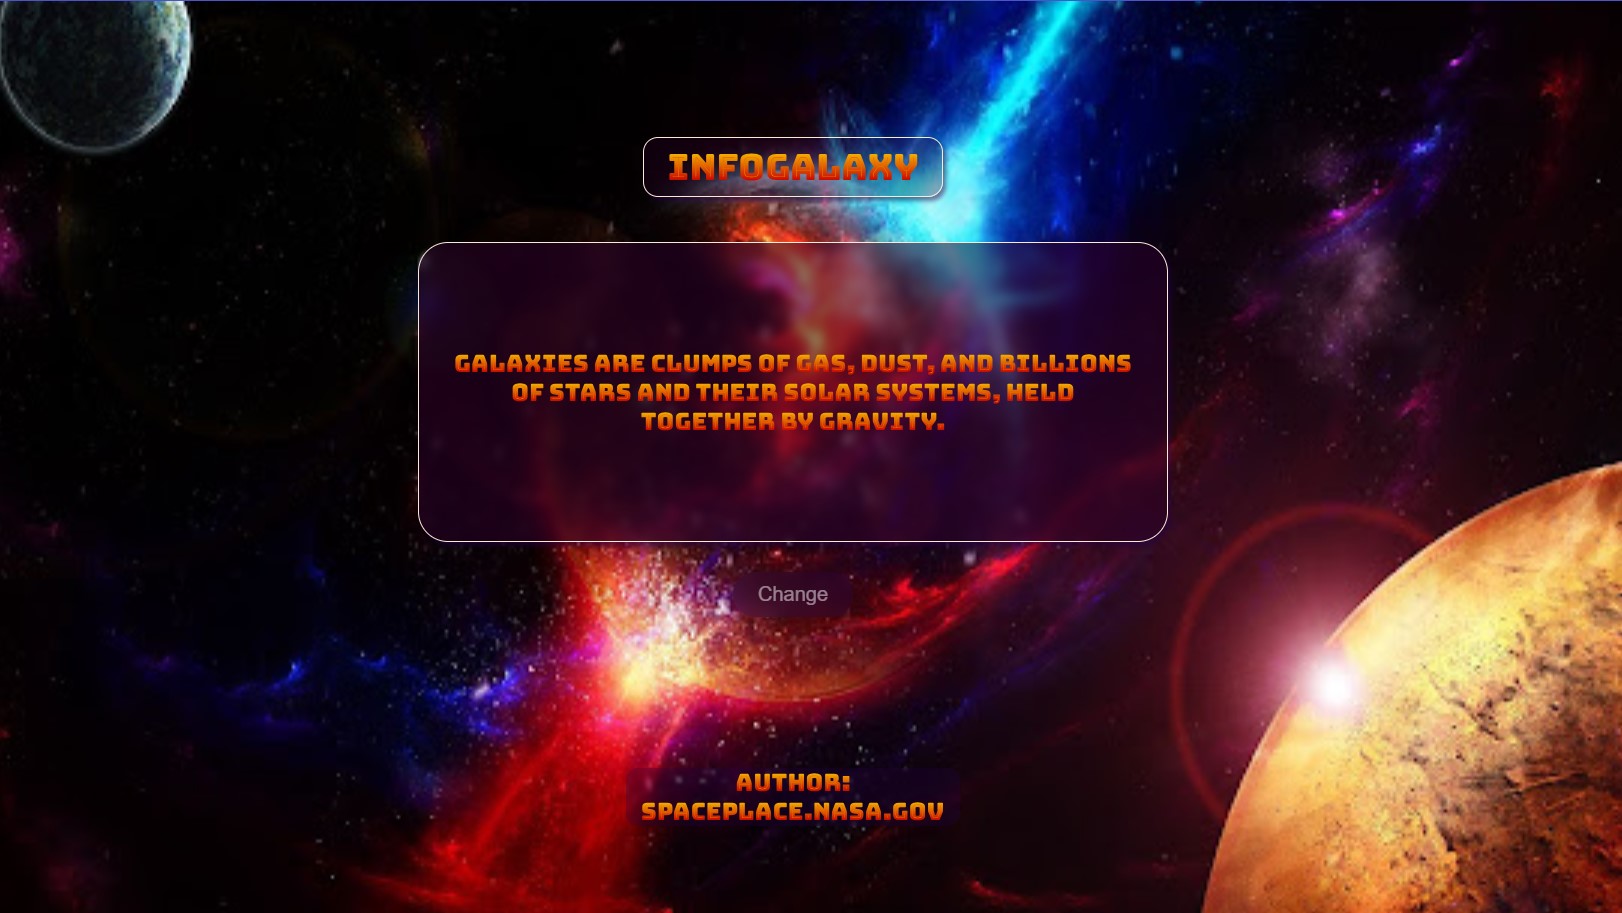 INFOGALAXY
GALAXIES ARE CLUMPS OF GAS, DUST, AND BILLIONS
OF STARS AND THEIR SOLAR SYSTEMS, HELD
TOGETHER BY GRAVITY.
Change
AUTHOR:
SPACEPLACE.NASA.GOV